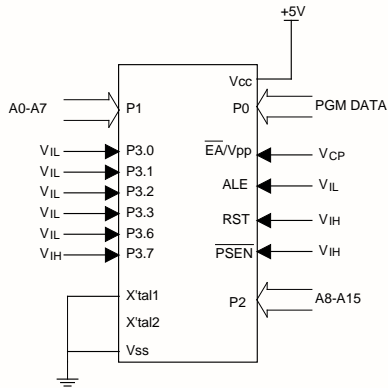 +5V
Vcc
A0-A7 P1 P0 PGM DATA
VIL P3.0 EA/Vpp VCP
VIL P3.1
VIL P3.2 ALE VIL
VIL P3.3 RST VIH
VIL P3.6
VIH P3.7 PSEN VIH
X'tal1 P2 A8-A15
X'tal2
Vss